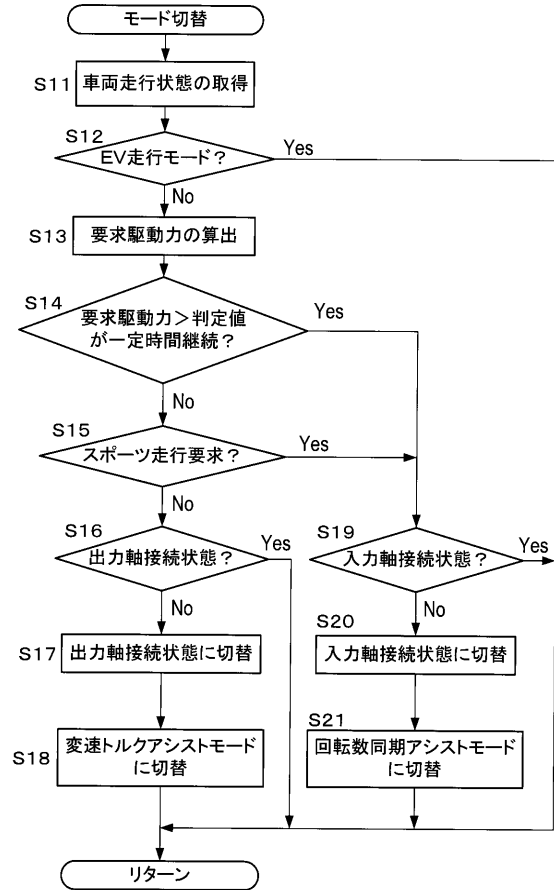 モード切替
S11
車両走行状態の取得
S12
EV走行モード?
Yes
No
S13
要求駆動力の算出
S14
要求駆動力>判定値
が一定時間継続?
Yes
No
S15
スポーツ走行要求?
Yes
No
S16
出力軸接続状態?
Yes
No
S19
入力軸接続状態?
Yes
No
S17
出力軸接続状態に切替
S20
入力軸接続状態に切替
S18
変速トルクアシストモード
に切替
S21
回転数同期アシストモード
に切替
リターン